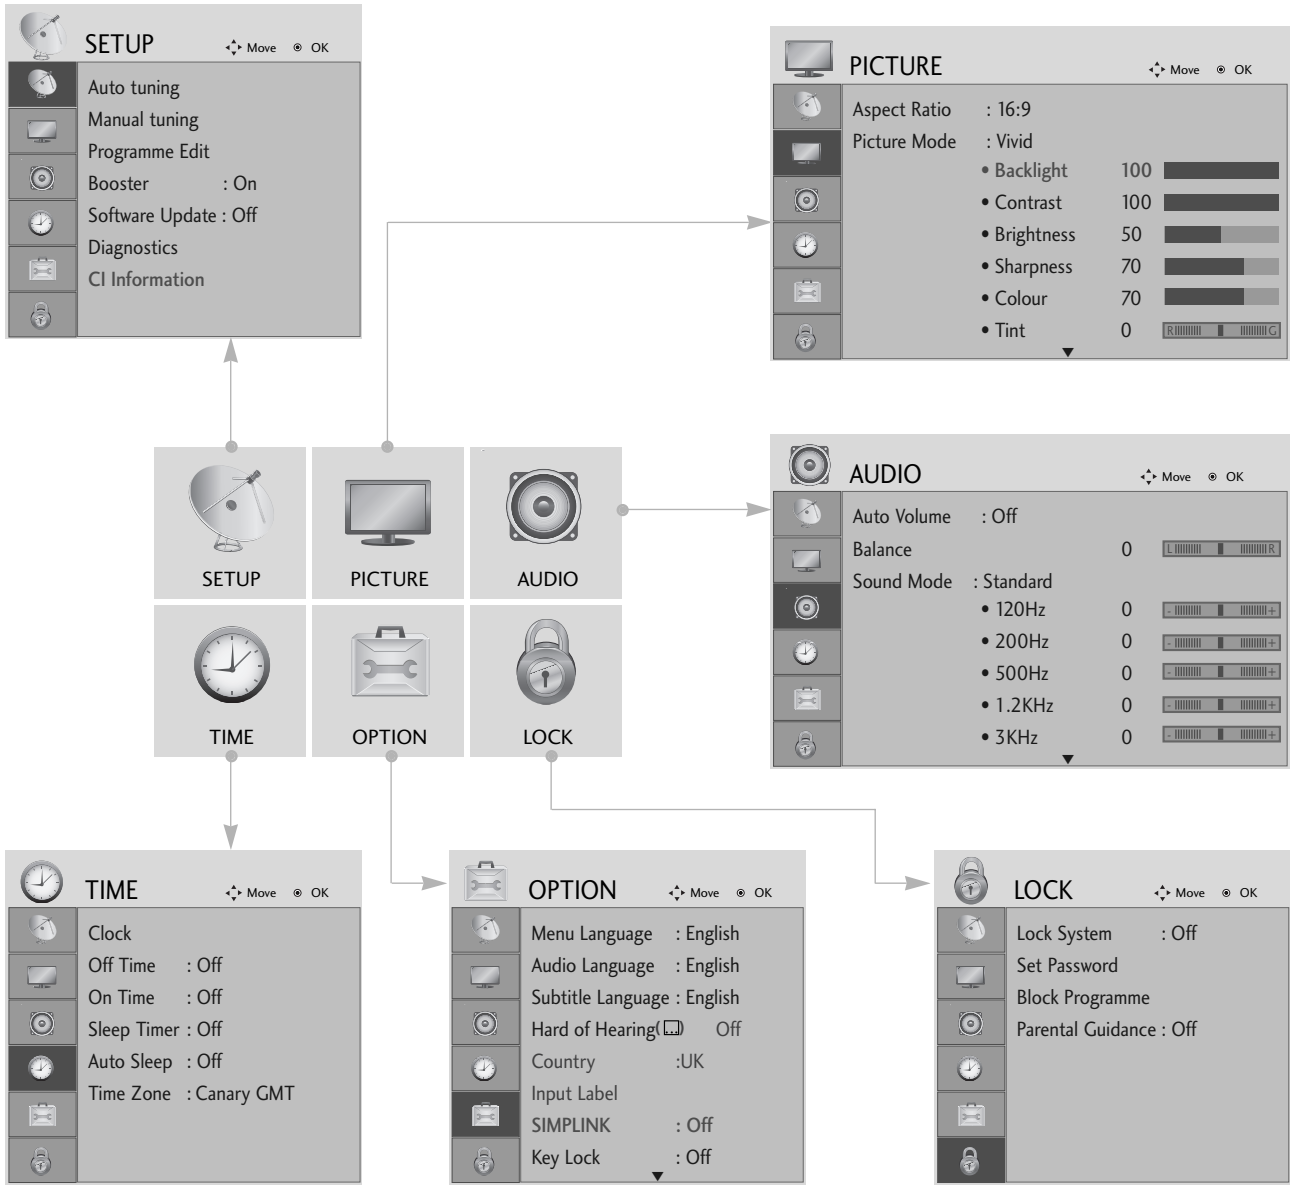 SETUP Move OK
Auto tuning
Manual tuning
Programme Edit
Booster : On
Software Update : Off
Diagnostics
CI Information
PICTURE Move OK
Aspect Ratio : 16:9
Picture Mode : Vivid
• Backlight 100
• Contrast 100
• Brightness 50
• Sharpness 70
• Colour 70
• Tint 0 R G
SETUP PICTURE AUDIO
TIME OPTION LOCK
AUDIO Move OK
Auto Volume : Off
Balance 0 L R
Sound Mode : Standard
• 120Hz 0 - +
• 200Hz 0 - +
• 500Hz 0 - +
• 1.2KHz 0 - +
• 3KHz 0 - +
TIME Move OK
Clock
Off Time : Off
On Time : Off
Sleep Timer : Off
Auto Sleep : Off
Time Zone : Canary GMT
OPTION Move OK
Menu Language : English
Audio Language : English
Subtitle Language : English
Hard of Hearing( ) Off
Country :UK
Input Label
SIMPLINK : Off
Key Lock : Off
LOCK Move OK
Lock System : Off
Set Password
Block Programme
Parental Guidance : Off